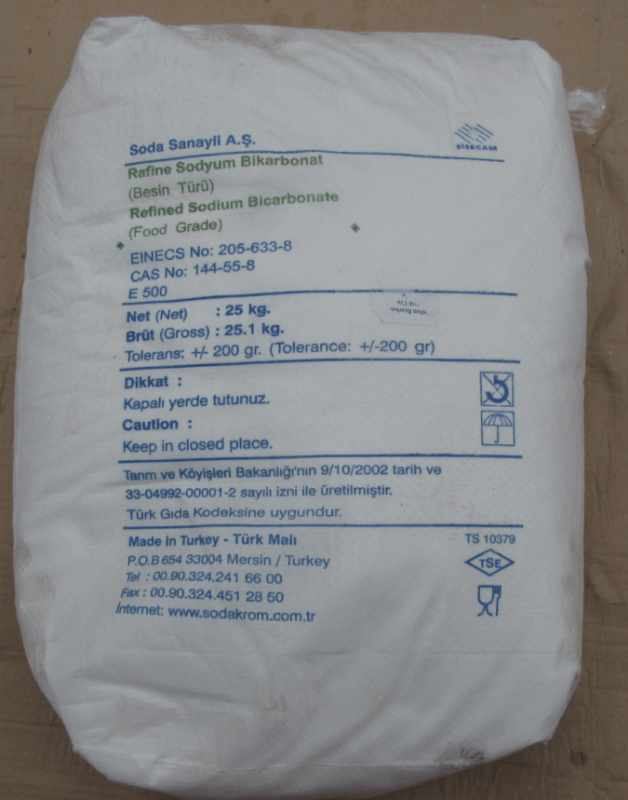 Soda Sanayii A.Ş.
ŞİŞECAM
Rafine Sodyum Bikarbonat
(Besin Türü)
Refined Sodium Bicarbonate
(Food Grade)
EINECS No: 205-633-8
CAS No: 144-55-8
E 500
Net (Net) : 25 kg.
Brüt (Gross) : 25.1 kg.
Tolerans: +/- 200 gr. (Tolerance: +/-200 gr)
Dikkat :
Kapalı yerde tutunuz.
Caution :
Keep in closed place.
Tarım ve Köyişleri Bakanlığı'nın 9/10/2002 tarih ve
33-04992-00001-2 sayılı izni ile üretilmiştir.
Türk Gıda Kodeksine uygundur.
Made in Turkey - Türk Malı
TS 10379
P.O.B 654 33004 Mersin / Turkey
TSE
Tel : 00.90.324.241 66 00
Fax : 00.90.324.451 28 50
İnternet: www.sodakrom.com.tr